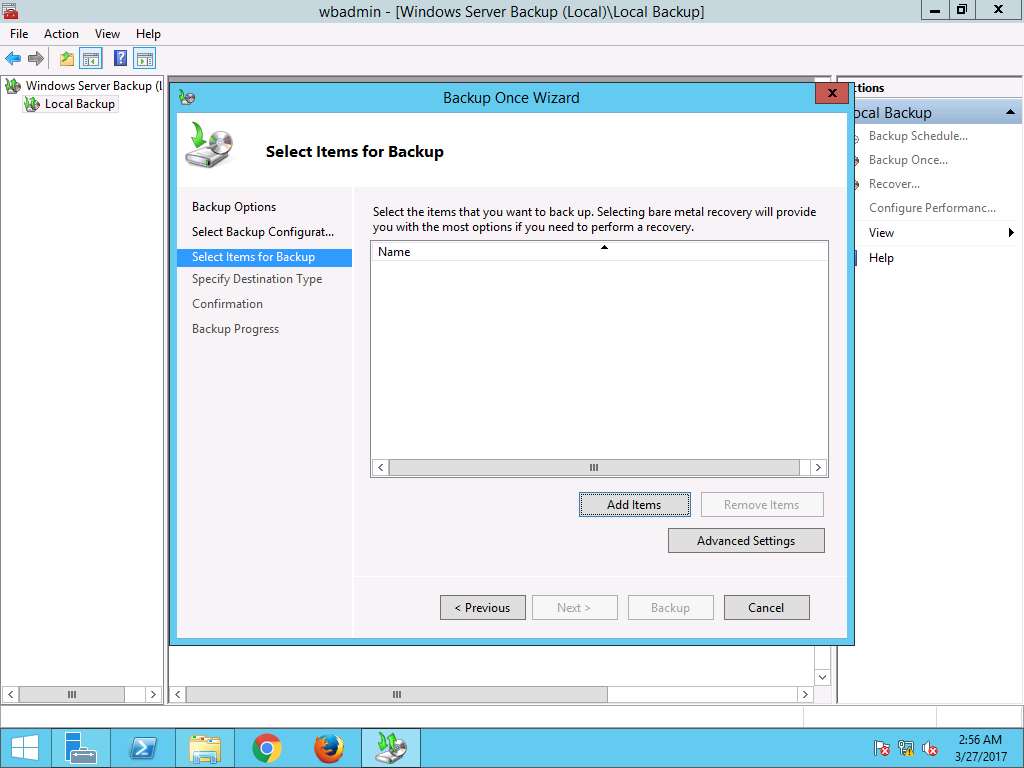 wbadmin - [Windows Server Backup (Local)\Local Backup]
File Action View Help
Windows Server Backup (L
Local Backup
Backup Once Wizard
Select Items for Backup
Backup Options
Select Backup Configurat...
Select Items for Backup
Specify Destination Type
Confirmation
Backup Progress
Select the items that you want to back up. Selecting bare metal recovery will provide
you with the most options if you need to perform a recovery.
Name
Add Items
Remove Items
Advanced Settings
< Previous
Next >
Backup
Cancel
ctions
ocal Backup
Backup Schedule...
Backup Once...
Recover...
Configure Performanc...
View
Help
2:56 AM
3/27/2017